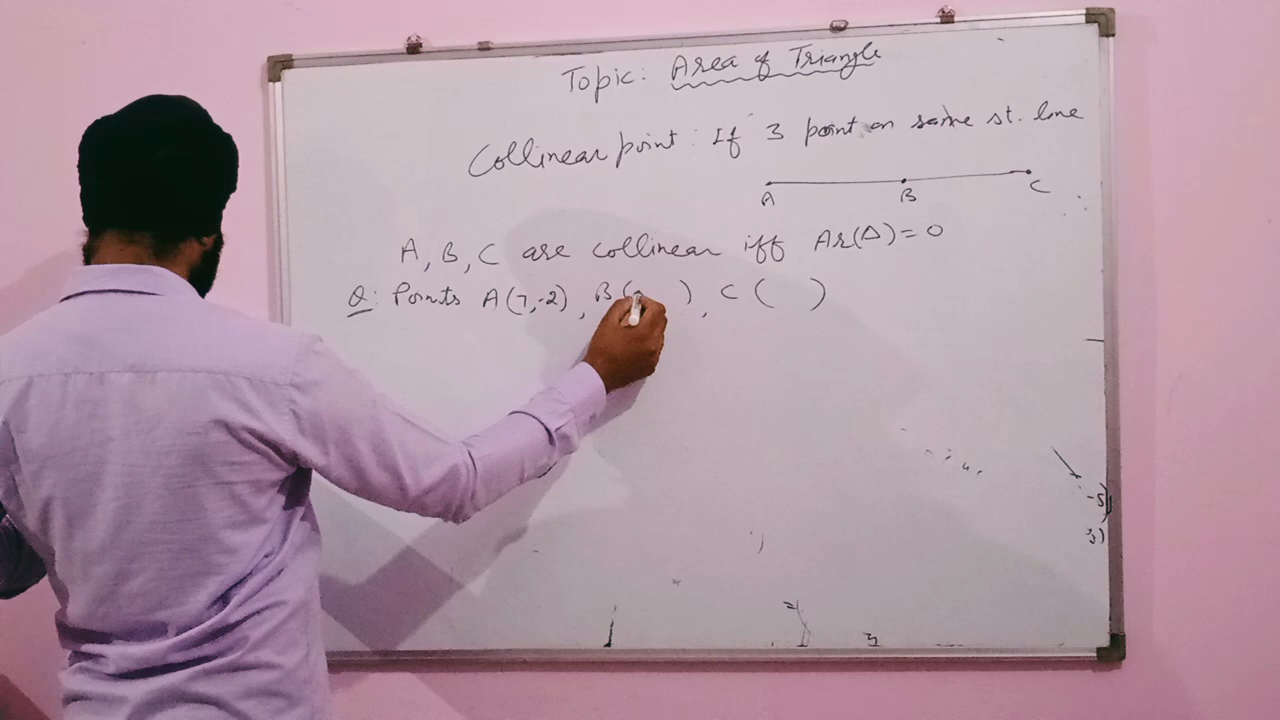 Topic: Area of Triangle
Collinear point: If 3 point on same st. line
A B C
A, B, C are collinear iff Ar(Δ)=0
Q: Points A(7,-2), B( ), C ( )